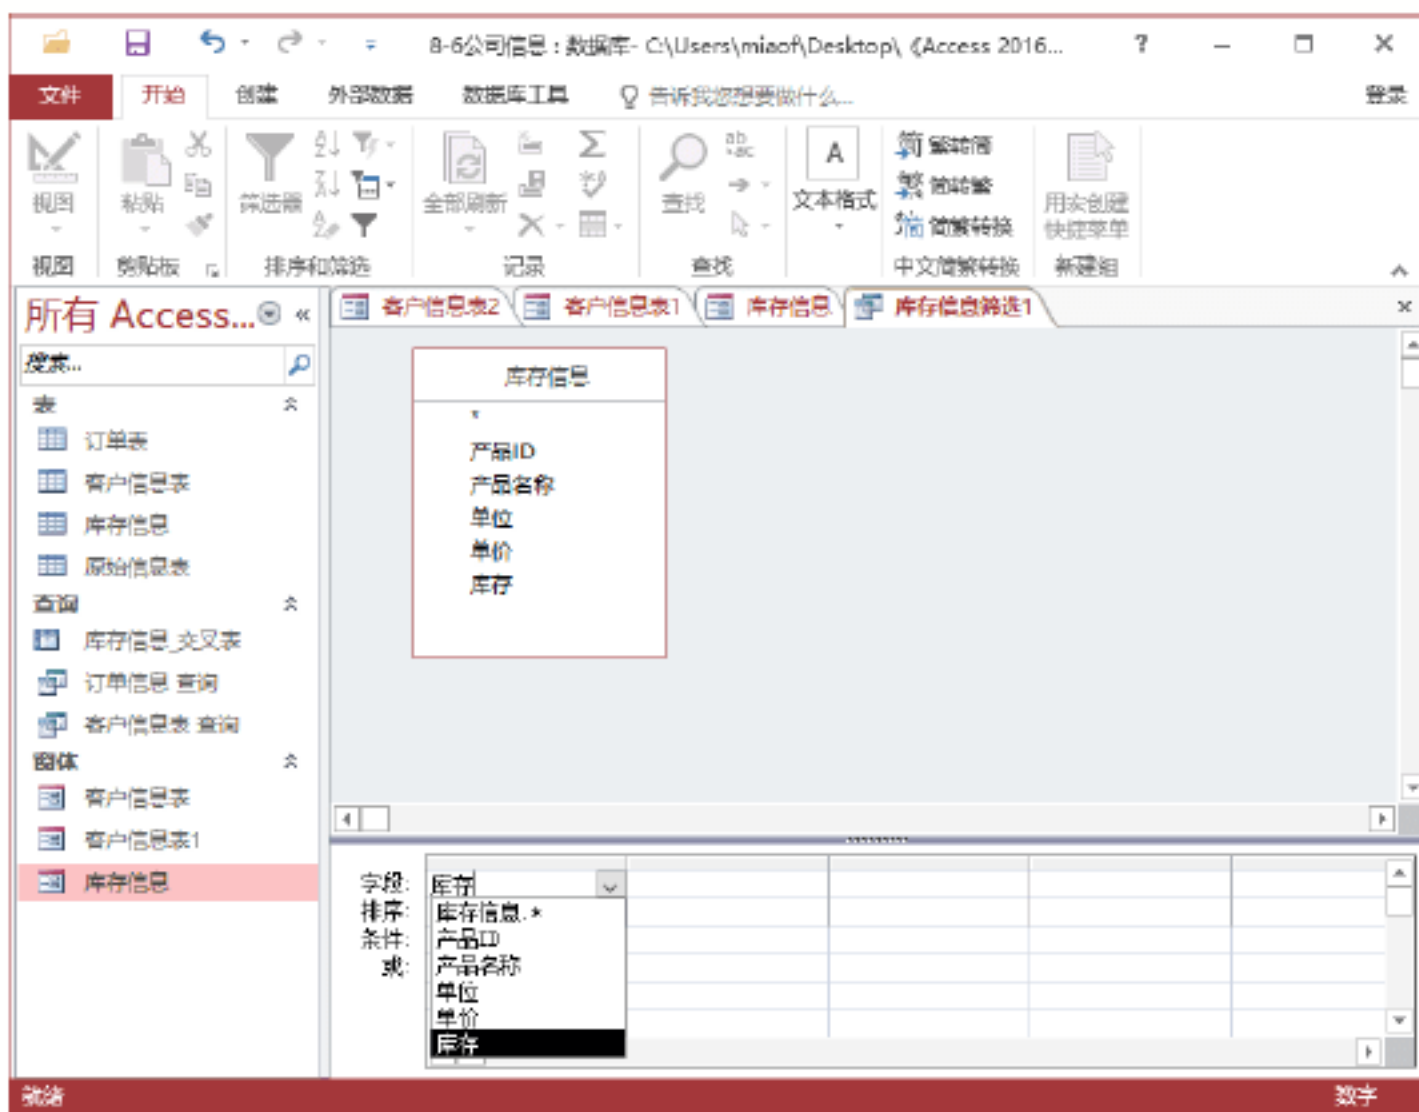 8-6公司信息 : 数据库- C:\Users\miaof\Desktop\《Access 2016... ?
文件 开始 创建 外部数据 数据库工具 告诉我您想要做什么... 登录
视图 粘贴 筛选器 全部刷新 查找 ab ac A 文本格式 简 繁转简
繁 简转繁
简 简繁转换
用宏创建
快捷菜单
视图 剪贴板 排序和筛选 记录 查找 中文简繁转换 新建组
所有 Access... «
客户信息表2 客户信息表1 库存信息 库存信息筛选1
搜索...
表
订单表
客户信息表
库存信息
原始信息表
查询
库存信息_交叉表
订单信息 查询
客户信息表 查询
窗体
客户信息表
客户信息表1
库存信息
库存信息
*
产品ID
产品名称
单位
单价
库存
字段: 库存
排序:
条件:
或:
库存信息.*
产品ID
产品名称
单位
单价
库存
就绪 数字